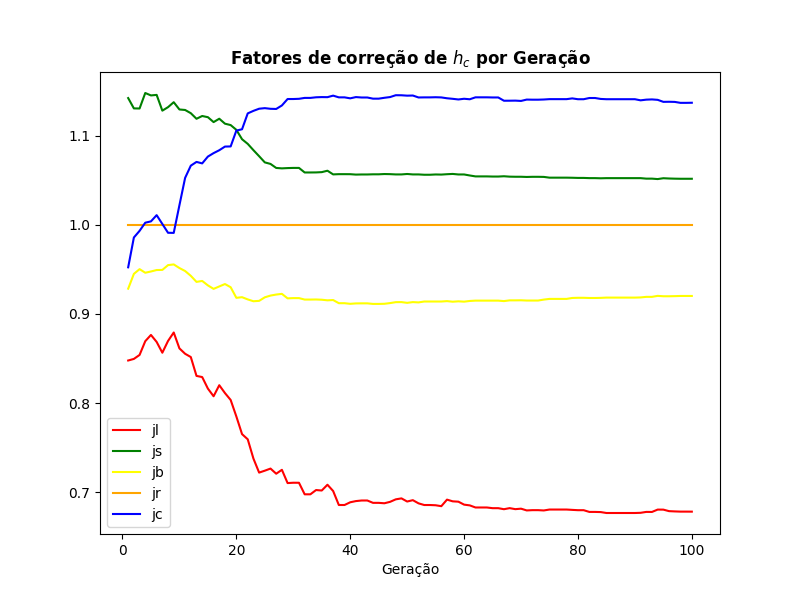 Fatores de correção de h_c por Geração
1.1
1.0
0.9
0.8
0.7
jl
js
jb
jr
jc
0 20 40 60 80 100
Geração